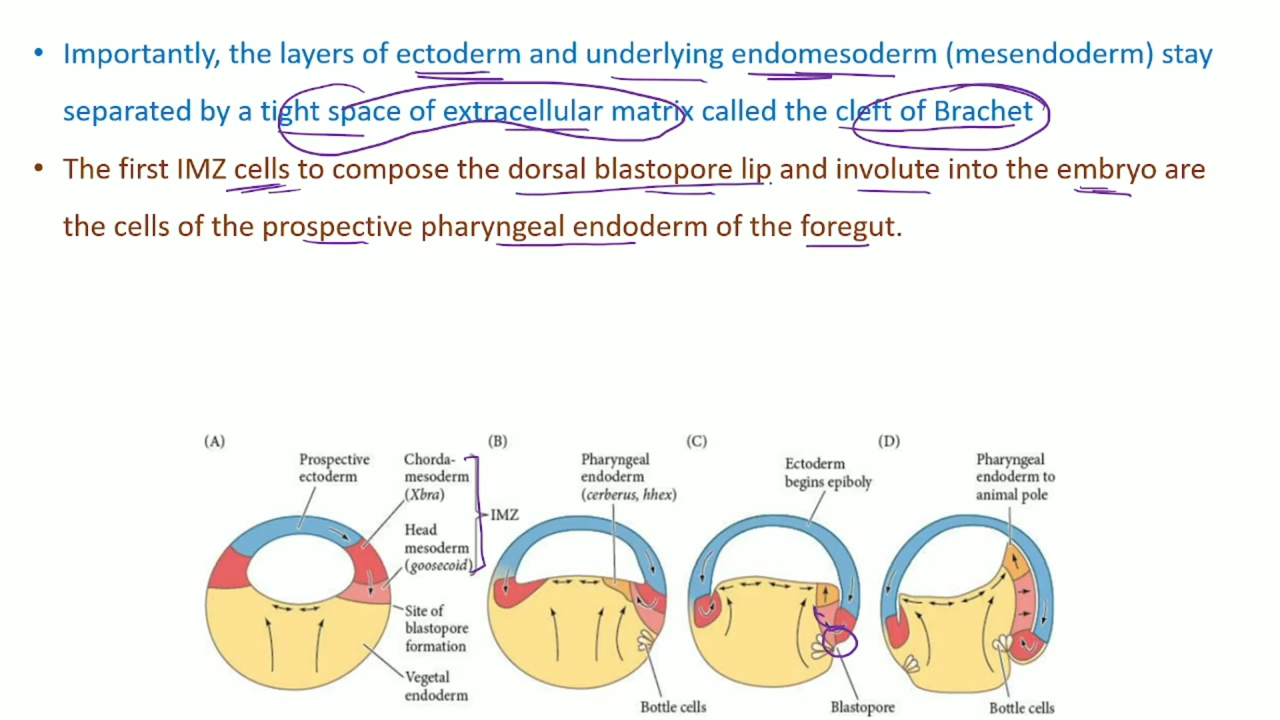 • Importantly, the layers of ectoderm and underlying endomesoderm (mesendoderm) stay
separated by a tight space of extracellular matrix called the cleft of Brachet
• The first IMZ cells to compose the dorsal blastopore lip and involute into the embryo are
the cells of the prospective pharyngeal endoderm of the foregut.
(A)
Prospective
ectoderm
Chorda-
mesoderm
(Xbra)
Head
mesoderm
(goosecoid)
IMZ
Site of
blastopore
formation
Vegetal
endoderm
(B)
Pharyngeal
endoderm
(cerberus, hhex)
Bottle cells
(C)
Ectoderm
begins epiboly
Blastopore
(D)
Pharyngeal
endoderm to
animal pole
Bottle cells